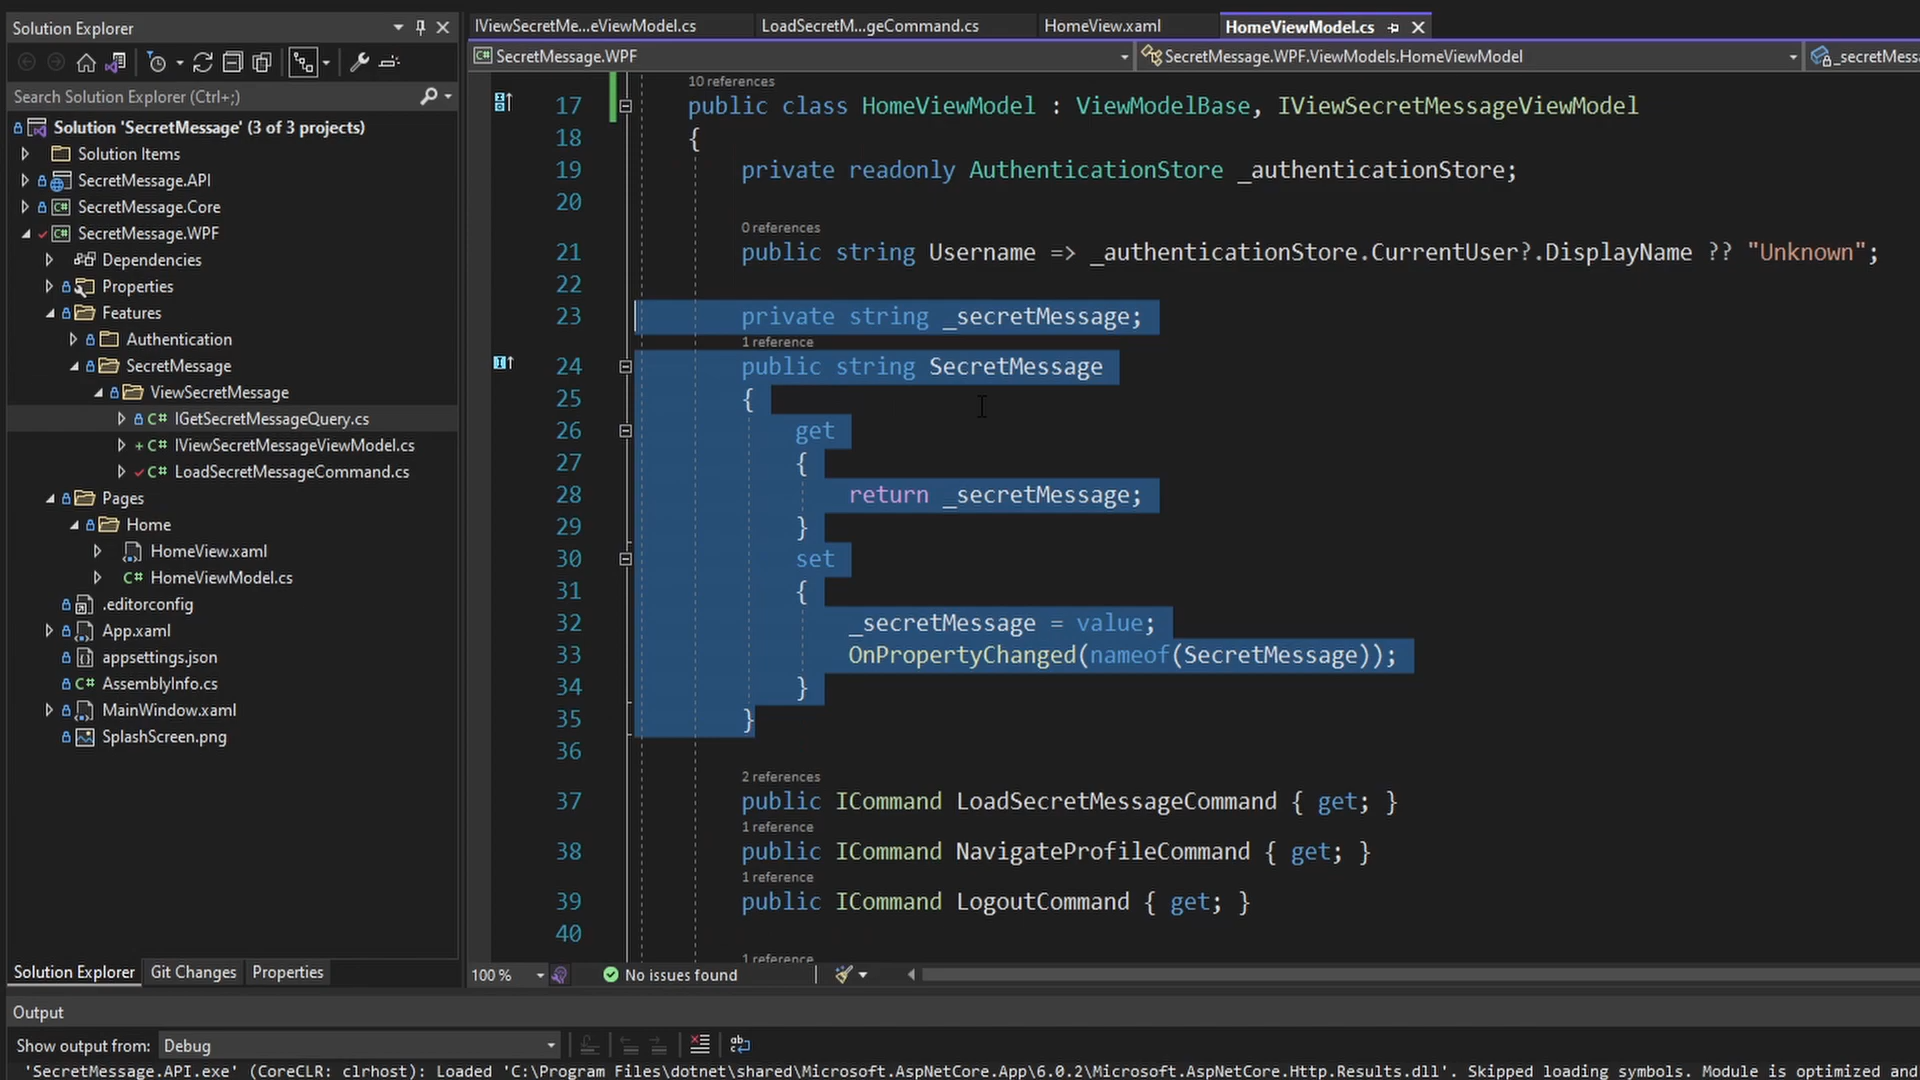 Solution Explorer
Search Solution Explorer (Ctrl+;)
Solution 'SecretMessage' (3 of 3 projects)
Solution Items
SecretMessage.API
SecretMessage.Core
SecretMessage.WPF
Dependencies
Properties
Features
Authentication
SecretMessage
ViewSecretMessage
IGetSecretMessageQuery.cs
IViewSecretMessageViewModel.cs
LoadSecretMessageCommand.cs
Pages
Home
HomeView.xaml
HomeViewModel.cs
.editorconfig
App.xaml
appsettings.json
AssemblyInfo.cs
MainWindow.xaml
SplashScreen.png
Solution Explorer Git Changes Properties
IViewSecretMe...eViewModel.cs LoadSecretM...geCommand.cs HomeView.xaml HomeViewModel.cs
SecretMessage.WPF SecretMessage.WPF.ViewModels.HomeViewModel _secretMessa
10 references
17 public class HomeViewModel : ViewModelBase, IViewSecretMessageViewModel
18 {
19 private readonly AuthenticationStore _authenticationStore;
20
0 references
21 public string Username => _authenticationStore.CurrentUser?.DisplayName ?? "Unknown";
22
23 private string _secretMessage;
1 reference
24 public string SecretMessage
25 {
26 get
27 {
28 return _secretMessage;
29 }
30 set
31 {
32 _secretMessage = value;
33 OnPropertyChanged(nameof(SecretMessage));
34 }
35 }
36
2 references
37 public ICommand LoadSecretMessageCommand { get; }
1 reference
38 public ICommand NavigateProfileCommand { get; }
1 reference
39 public ICommand LogoutCommand { get; }
40
1 reference
100 % No issues found
Output
Show output from: Debug
'SecretMessage.API.exe' (CoreCLR: clrhost): Loaded 'C:\Program Files\dotnet\shared\Microsoft.AspNetCore.App\6.0.2\Microsoft.AspNetCore.Http.Results.dll'. Skipped loading symbols. Module is optimized and